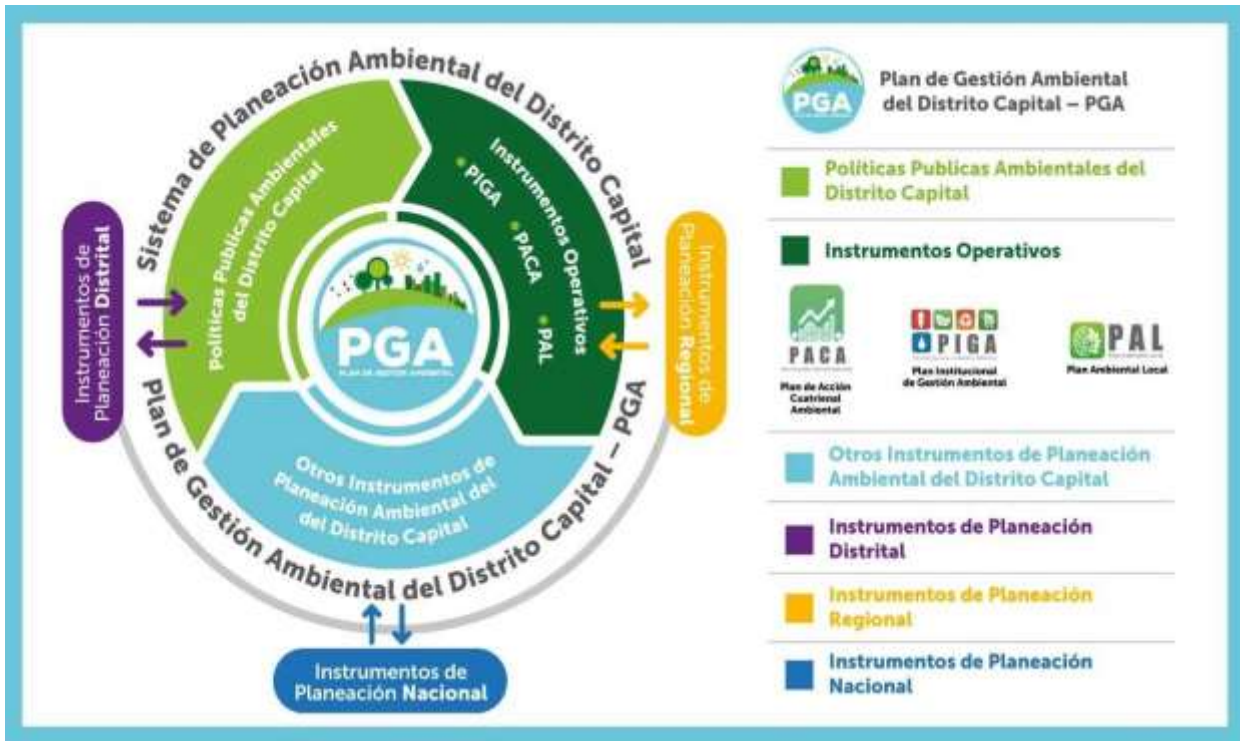 Sistema de Planeación Ambiental del Distrito Capital
Plan de Gestión Ambiental del Distrito Capital – PGA
Políticas Publicas Ambientales
del Distrito Capital
Instrumentos Operativos
PIGA
PACA
PAL
Otros Instrumentos de
Planeación Ambiental del
del Distrito Capital
PGA
PLAN DE GESTIÓN AMBIENTAL
Instrumentos de
Planeación Distrital
Instrumentos de
Planeación Regional
Instrumentos de
Planeación Nacional
PGA
Plan de Gestión Ambiental
del Distrito Capital – PGA
Políticas Publicas Ambientales del
Distrito Capital
Instrumentos Operativos
PACA
Plan de Acción
Cuatrienal
Ambiental
PIGA
Plan Institucional
de Gestión Ambiental
PAL
Plan Ambiental Local
Otros Instrumentos de Planeación
Ambiental del Distrito Capital
Instrumentos de Planeación
Distrital
Instrumentos de Planeación
Regional
Instrumentos de Planeación
Nacional